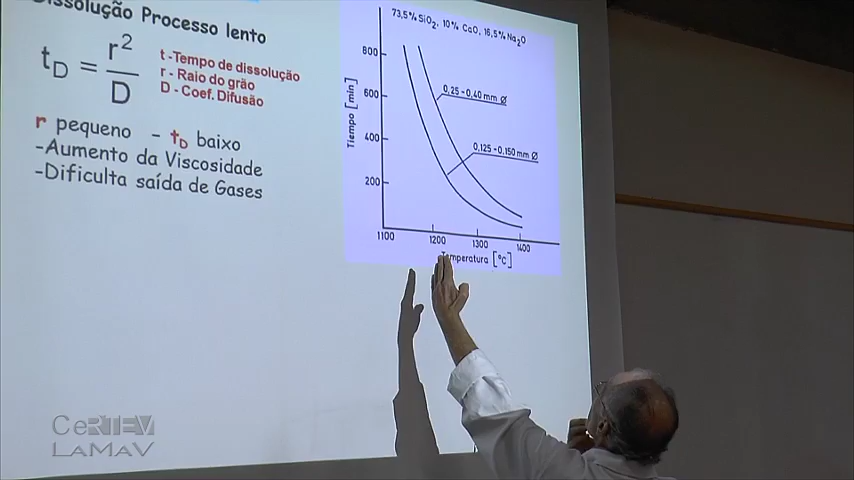 Dissolução Processo lento
t_D = r²/D
t -Tempo de dissolução
r - Raio do grão
D - Coef. Difusão
r pequeno - t_D baixo
-Aumento da Viscosidade
-Dificulta saída de Gases
73,5% SiO₂, 10% CaO, 16,5% Na₂O
Tiempo [min]
800
600
400
200
0,25-0,40 mm Ø
0,125-0,150 mm Ø
1100
1200
1300
1400
Temperatura [°C]
CeRTEV
LaMaV